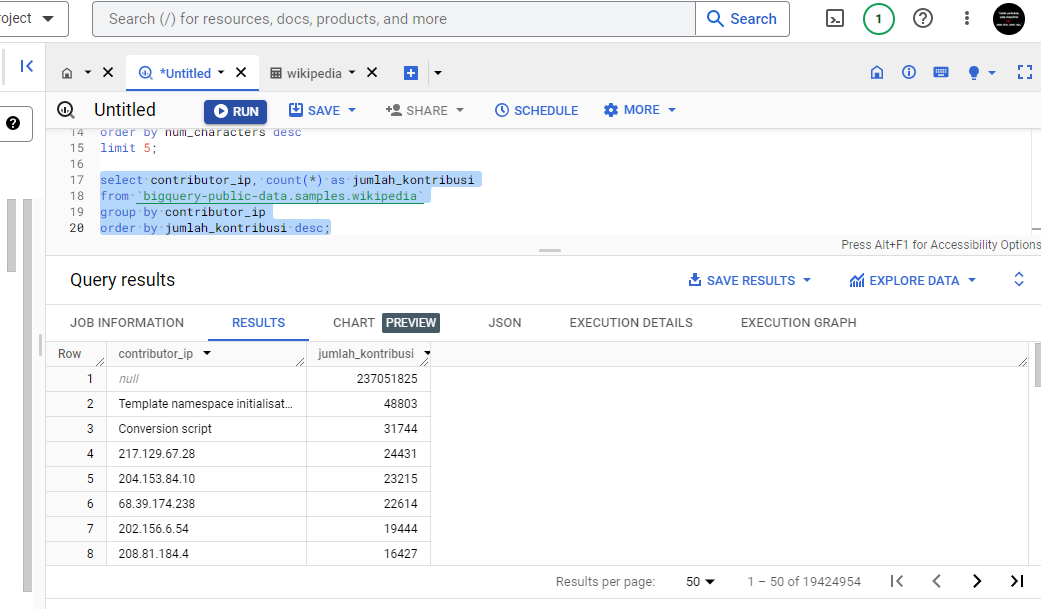 roject
Search (/) for resources, docs, products, and more
Search
1
*Untitled
wikipedia
Untitled
RUN
SAVE
SHARE
SCHEDULE
MORE
14 order by num_characters desc
15 limit 5;
16
17 select contributor_ip, count(*) as jumlah_kontribusi
18 from `bigquery-public-data.samples.wikipedia`
19 group by contributor_ip
20 order by jumlah_kontribusi desc;
Press Alt+F1 for Accessibility Options
Query results
SAVE RESULTS
EXPLORE DATA
JOB INFORMATION RESULTS CHART PREVIEW JSON EXECUTION DETAILS EXECUTION GRAPH
Row contributor_ip jumlah_kontribusi
1 null 237051825
2 Template namespace initialisat... 48803
3 Conversion script 31744
4 217.129.67.28 24431
5 204.153.84.10 23215
6 68.39.174.238 22614
7 202.156.6.54 19444
8 208.81.184.4 16427
Results per page: 50 1 – 50 of 19424954